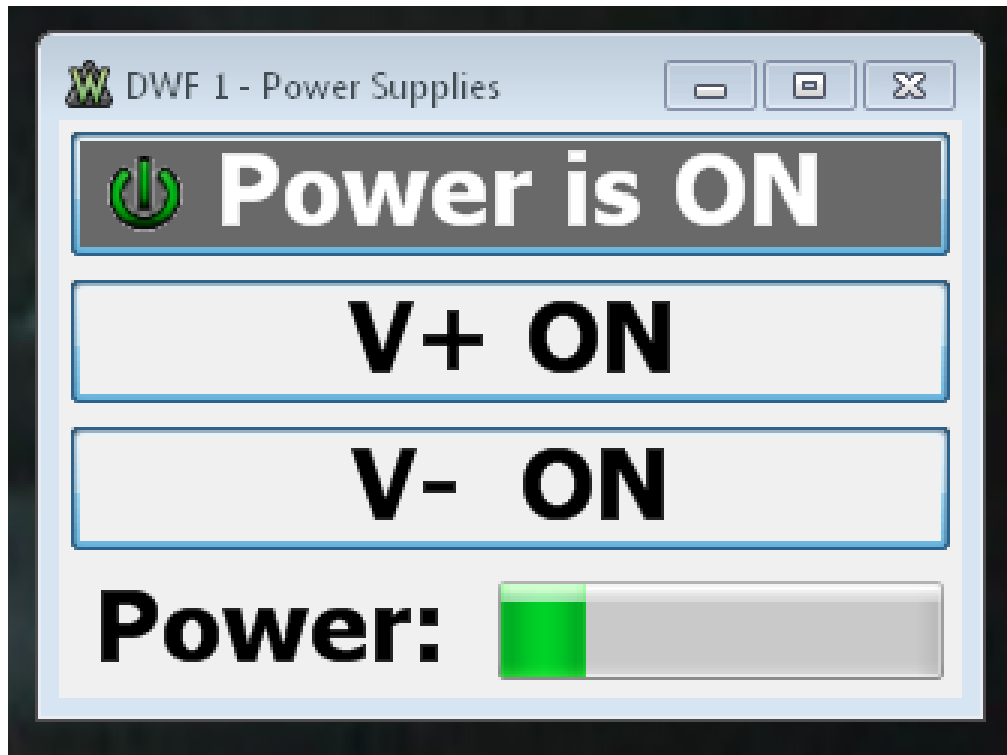 DWF 1 - Power Supplies
Power is ON
V+ ON
V- ON
Power: